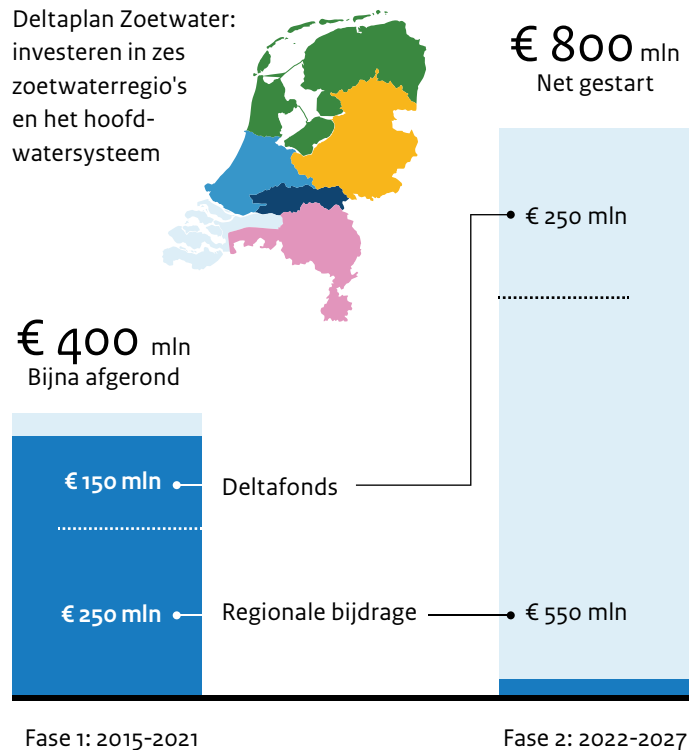 Deltaplan Zoetwater:
investeren in zes
zoetwaterregio's
en het hoofd-
watersysteem
€ 800 mln
Net gestart
€ 250 mln
€ 400 mln
Bijna afgerond
€ 150 mln
Deltafonds
€ 250 mln
Regionale bijdrage
€ 550 mln
Fase 1: 2015-2021
Fase 2: 2022-2027